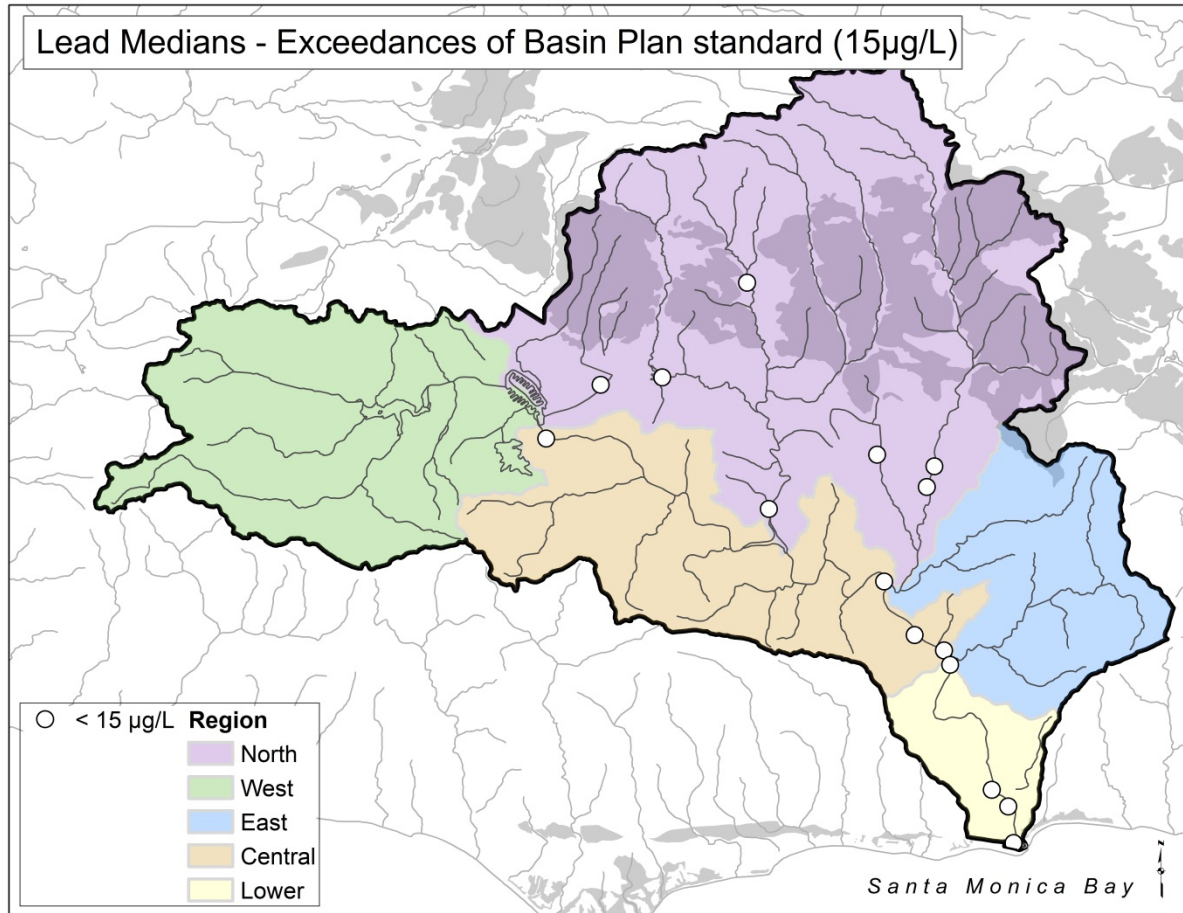 Lead Medians - Exceedances of Basin Plan standard (15µg/L)
< 15 µg/L Region
North
West
East
Central
Lower
N
Santa Monica Bay